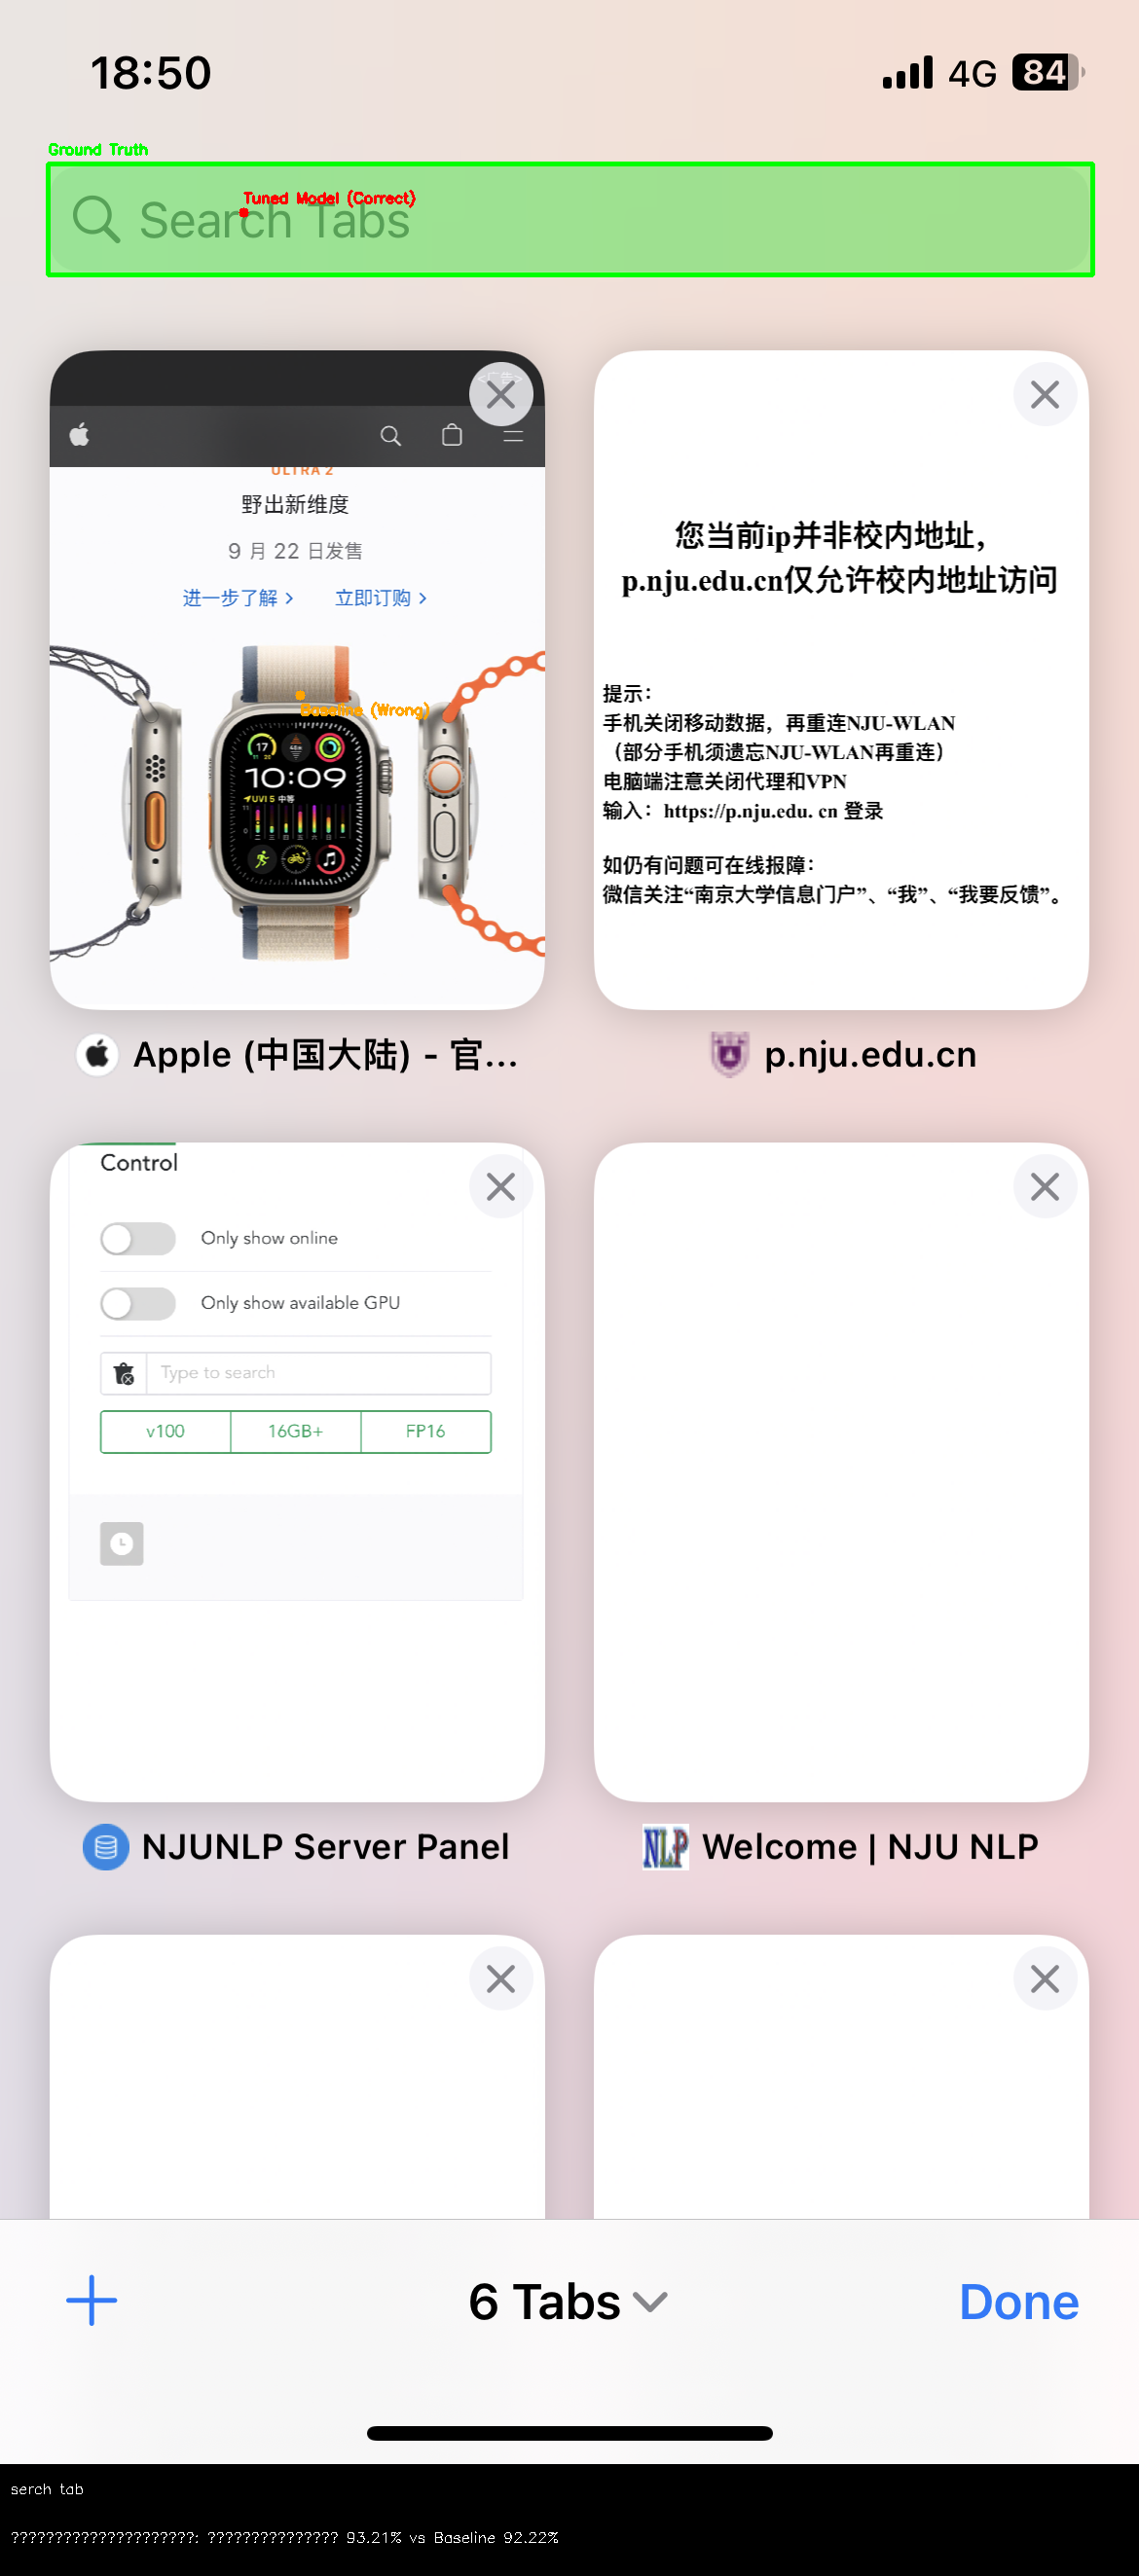 18:50 4G 84
Ground Truth
Tuned Model (Correct)
Search Tabs
<广告>
ULTRA 2
野出新维度
9 月 22 日发售
进一步了解 > 立即订购 >
Baseline (Wrong)
17
10:09
UVI 5 中等
您当前ip并非校内地址，
p.nju.edu.cn仅允许校内地址访问
提示：
手机关闭移动数据，再重连NJU-WLAN
（部分手机须遗忘NJU-WLAN再重连）
电脑端注意关闭代理和VPN
输入：https://p.nju.edu. cn 登录
如仍有问题可在线报障：
微信关注“南京大学信息门户”、“我”、“我要反馈”。
Apple (中国大陆) - 官...
p.nju.edu.cn
Control
Only show online
Only show available GPU
Type to search
v100 16GB+ FP16
NJUNLP Server Panel
NLP Welcome | NJU NLP
6 Tabs
Done
serch tab
?????????????????????: ??????????????? 93.21% vs Baseline 92.22%